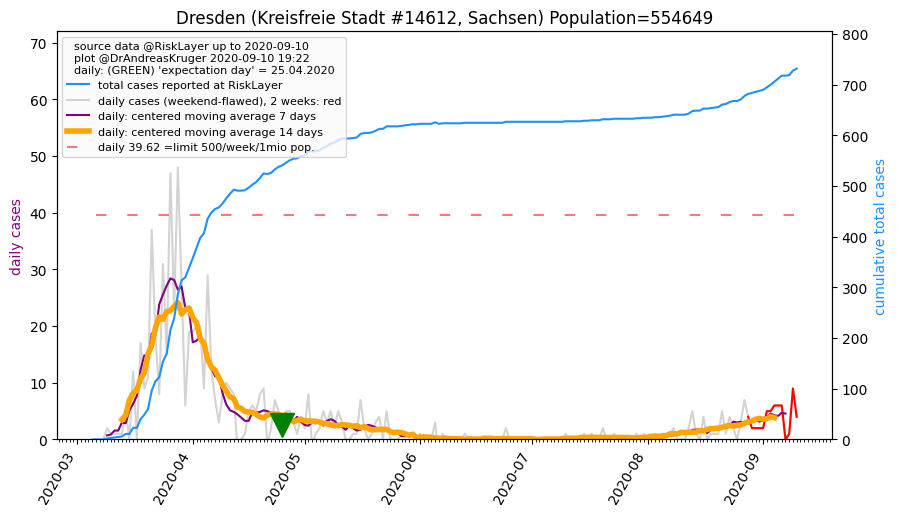 Dresden (Kreisfreie Stadt #14612, Sachsen) Population=554649
source data @RiskLayer up to 2020-09-10
plot @DrAndreasKruger 2020-09-10 19:22
daily: (GREEN) 'expectation day' = 25.04.2020
total cases reported at RiskLayer
daily cases (weekend-flawed), 2 weeks: red
daily: centered moving average 7 days
daily: centered moving average 14 days
daily 39.62 =limit 500/week/1mio pop.
daily cases
70
60
50
40
30
20
10
0
cumulative total cases
800
700
600
500
400
300
200
100
0
2020-03
2020-04
2020-05
2020-06
2020-07
2020-08
2020-09